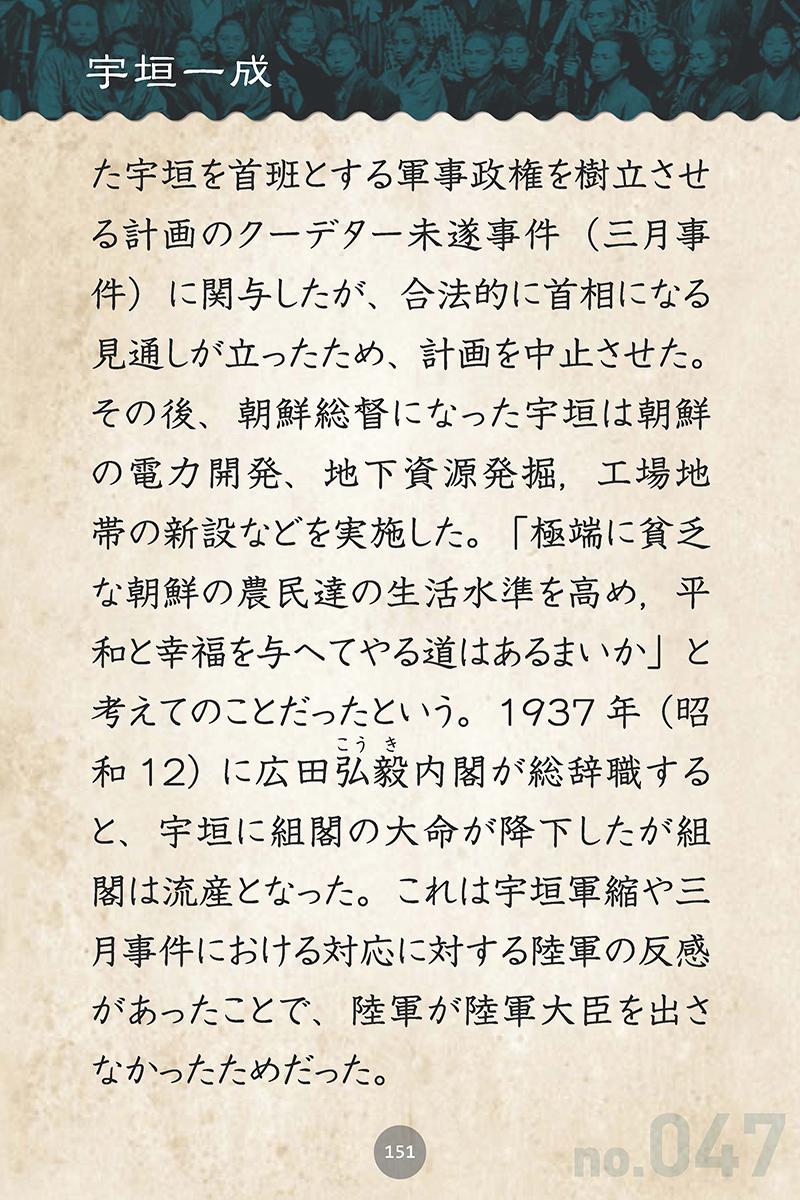 宇垣一成
た宇垣を首班とする軍事政権を樹立させ
る計画のクーデター未遂事件（三月事
件）に関与したが、合法的に首相になる
見通しが立ったため、計画を中止させた。
その後、朝鮮総督になった宇垣は朝鮮
の電力開発、地下資源発掘，工場地
帯の新設などを実施した。「極端に貧乏
な朝鮮の農民達の生活水準を高め，平
和と幸福を与へてやる道はあるまいか」と
考えてのことだったという。1937年（昭
こうき
和12）に広田弘毅内閣が総辞職する
と、宇垣に組閣の大命が降下したが組
閣は流産となった。これは宇垣軍縮や三
月事件における対応に対する陸軍の反感
があったことで、陸軍が陸軍大臣を出さ
なかったためだった。
151
no.047